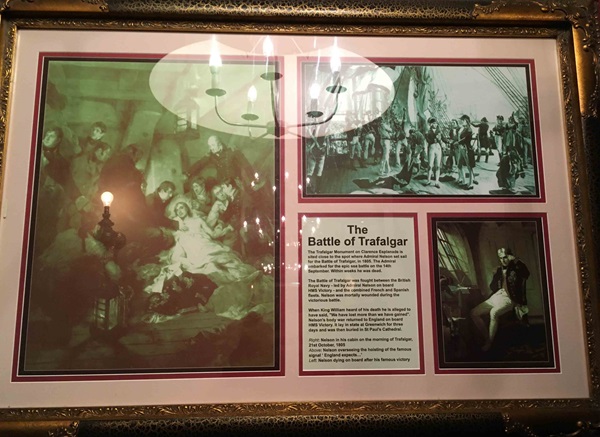 The
Battle of Trafalgar
The Trafalgar Monument on Clarence Esplanade is
sited close to the spot where Admiral Nelson set sail
for the Battle of Trafalgar, in 1805. The Admiral
embarked for the epic sea battle on the 14th
September. Within weeks he was dead.
The Battle of Trafalgar was fought between the British
Royal Navy - led by Admiral Nelson on board
HMS Victory - and the combined French and Spanish
fleets. Nelson was mortally wounded during the
victorious battle.
When King William heard of his death he is alleged to
have said, "We have lost more than we have gained".
Nelson's body was returned to England on board
HMS Victory. It lay in state at Greenwich for three
days and was then buried in St Paul's Cathedral.
Right: Nelson in his cabin on the morning of Trafalgar,
21st October, 1805
Above: Nelson overseeing the hoisting of the famous
signal "England expects..."
Left: Nelson dying on board after his famous victory